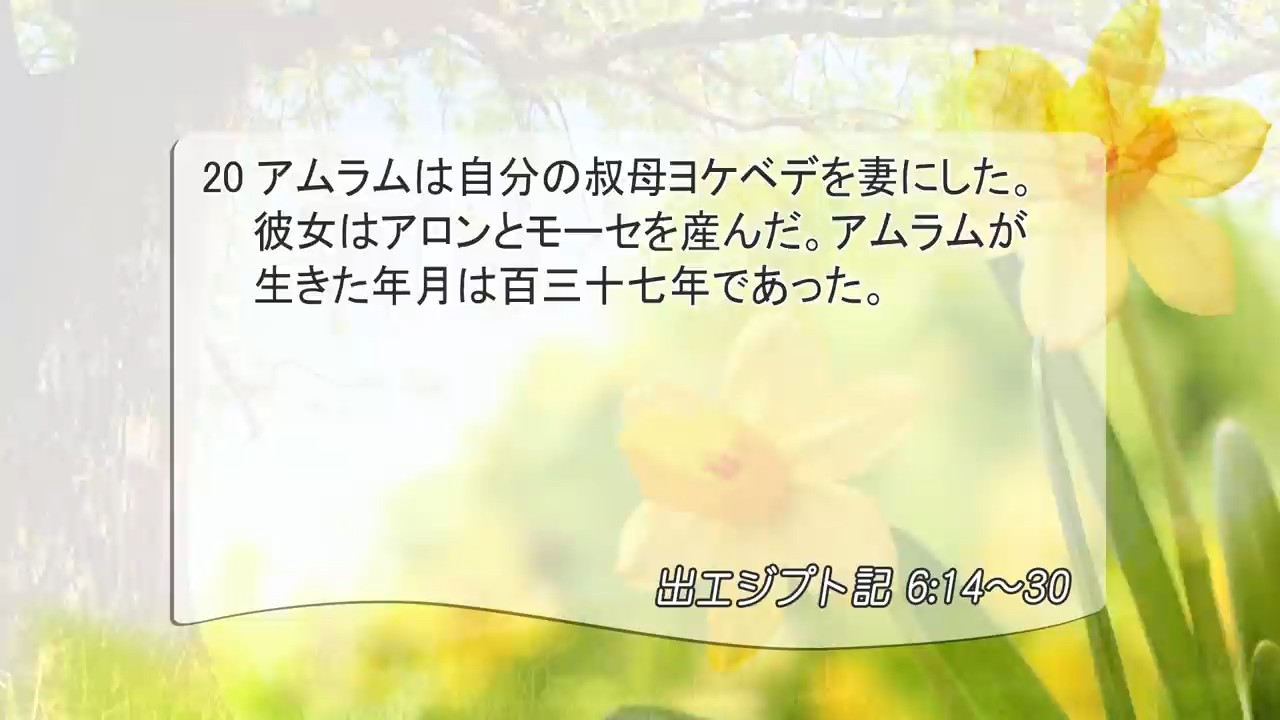 20 アムラムは自分の叔母ヨケベデを妻にした。
彼女はアロンとモーセを産んだ。アムラムが
生きた年月は百三十七年であった。
出エジプト記 6:14～30